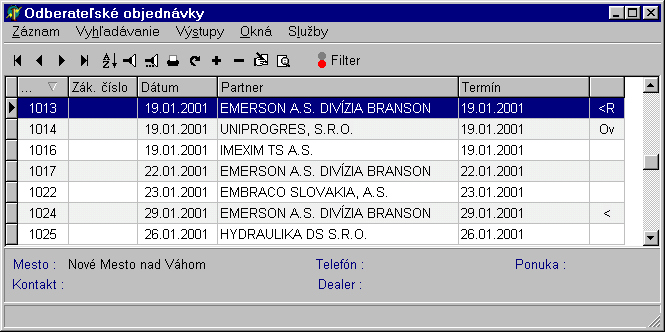 Odberateľské objednávky
Záznam Vyhľadávanie Výstupy Okná Služby
Filter
... Zák. číslo Dátum Partner Termín
1013 19.01.2001 EMERSON A.S. DIVÍZIA BRANSON 19.01.2001 <R
1014 19.01.2001 UNIPROGRES, S.R.O. 19.01.2001 Ov
1016 19.01.2001 IMEXIM TS A.S. 19.01.2001
1017 22.01.2001 EMERSON A.S. DIVÍZIA BRANSON 22.01.2001
1022 23.01.2001 EMBRACO SLOVAKIA, A.S. 23.01.2001
1024 29.01.2001 EMERSON A.S. DIVÍZIA BRANSON 29.01.2001 <
1025 26.01.2001 HYDRAULIKA DS S.R.O. 26.01.2001
Mesto : Nové Mesto nad Váhom Telefón : Ponuka :
Kontakt : Dealer :